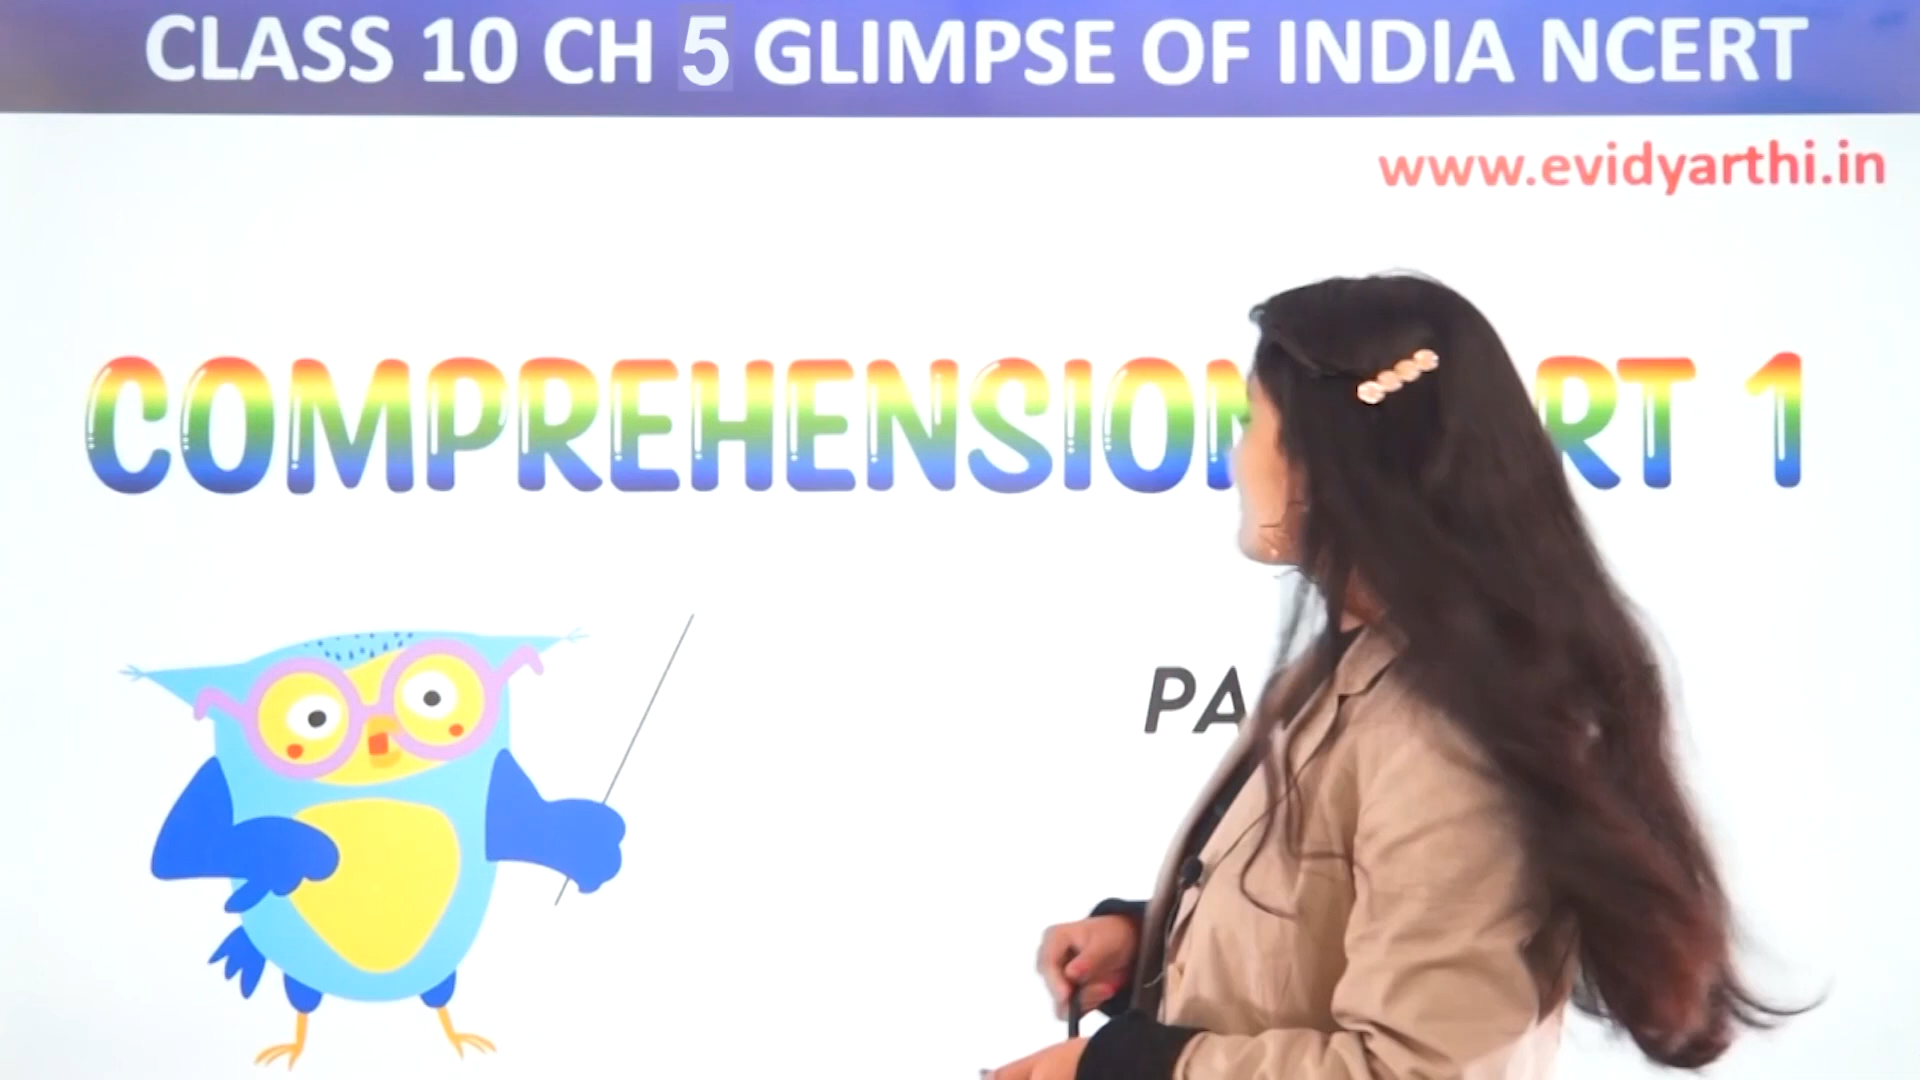 CLASS 10 CH 5 GLIMPSE OF INDIA NCERT
www.evidyarthi.in
COMPREHENSION RT 1
PA